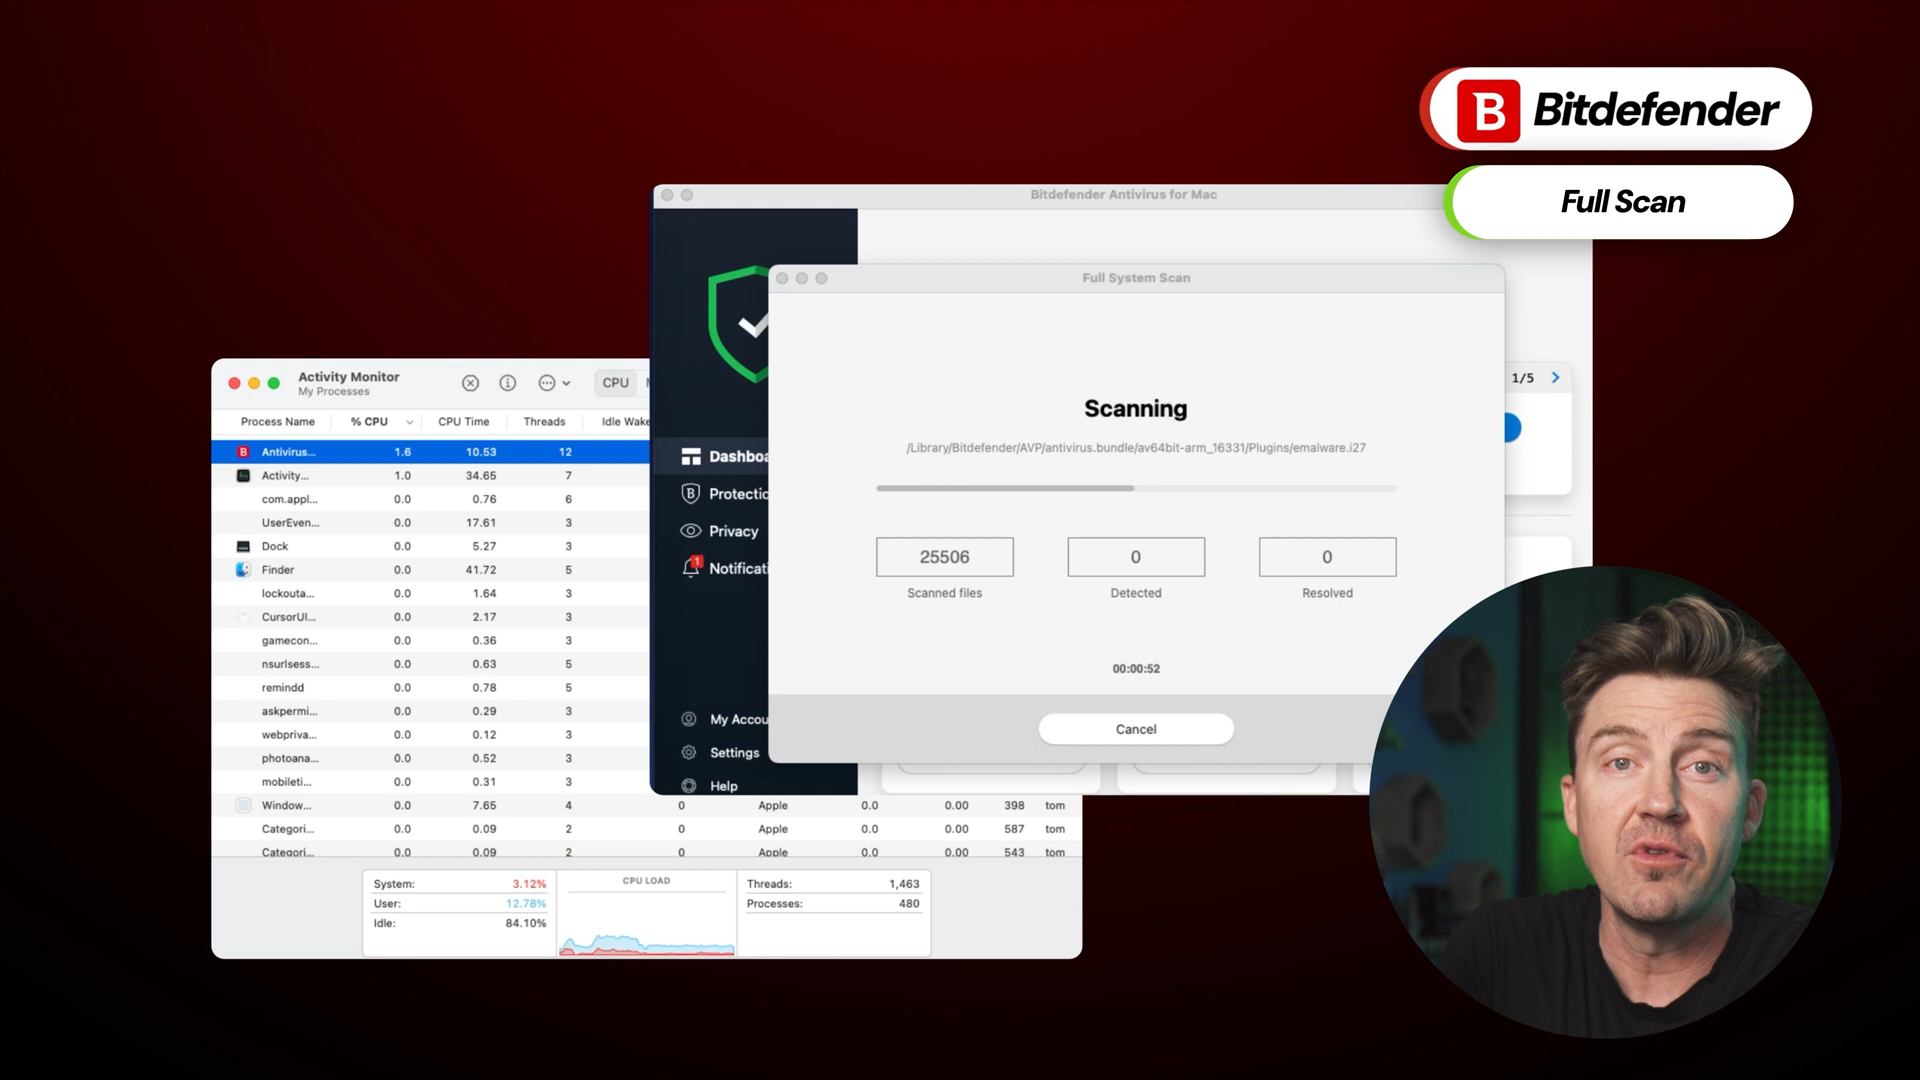 B Bitdefender
Full Scan
Bitdefender Antivirus for Mac
Full System Scan
Scanning
/Library/Bitdefender/AVP/antivirus.bundle/av64bit-arm_16331/Plugins/emalware.i27
25506 0 0
Scanned files Detected Resolved
00:00:52
Cancel
1/5
Dashboa
B Protectio
Privacy
1 Notificati
My Accou
Settings
Help
Activity Monitor
My Processes
CPU
Process Name % CPU CPU Time Threads Idle Wake
B Antivirus... 1.6 10.53 12
Activity... 1.0 34.65 7
com.appl... 0.0 0.76 6
UserEven... 0.0 17.61 3
Dock 0.0 5.27 3
Finder 0.0 41.72 5
lockouta... 0.0 1.64 3
CursorUI... 0.0 2.17 3
gamecon... 0.0 0.36 3
nsurlsess... 0.0 0.63 5
remindd 0.0 0.78 5
askpermi... 0.0 0.29 3
webpriva... 0.0 0.12 3
photoana... 0.0 0.52 3
mobileti... 0.0 0.31 3
Window... 0.0 7.65 4 0 Apple 0.0 0.00 398 tom
Categori... 0.0 0.09 2 0 Apple 0.0 0.00 587 tom
Categori... 0.0 0.09 2 0 Apple 0.0 0.00 543 tom
System: 3.12%
User: 12.78%
Idle: 84.10%
CPU LOAD
Threads: 1,463
Processes: 480